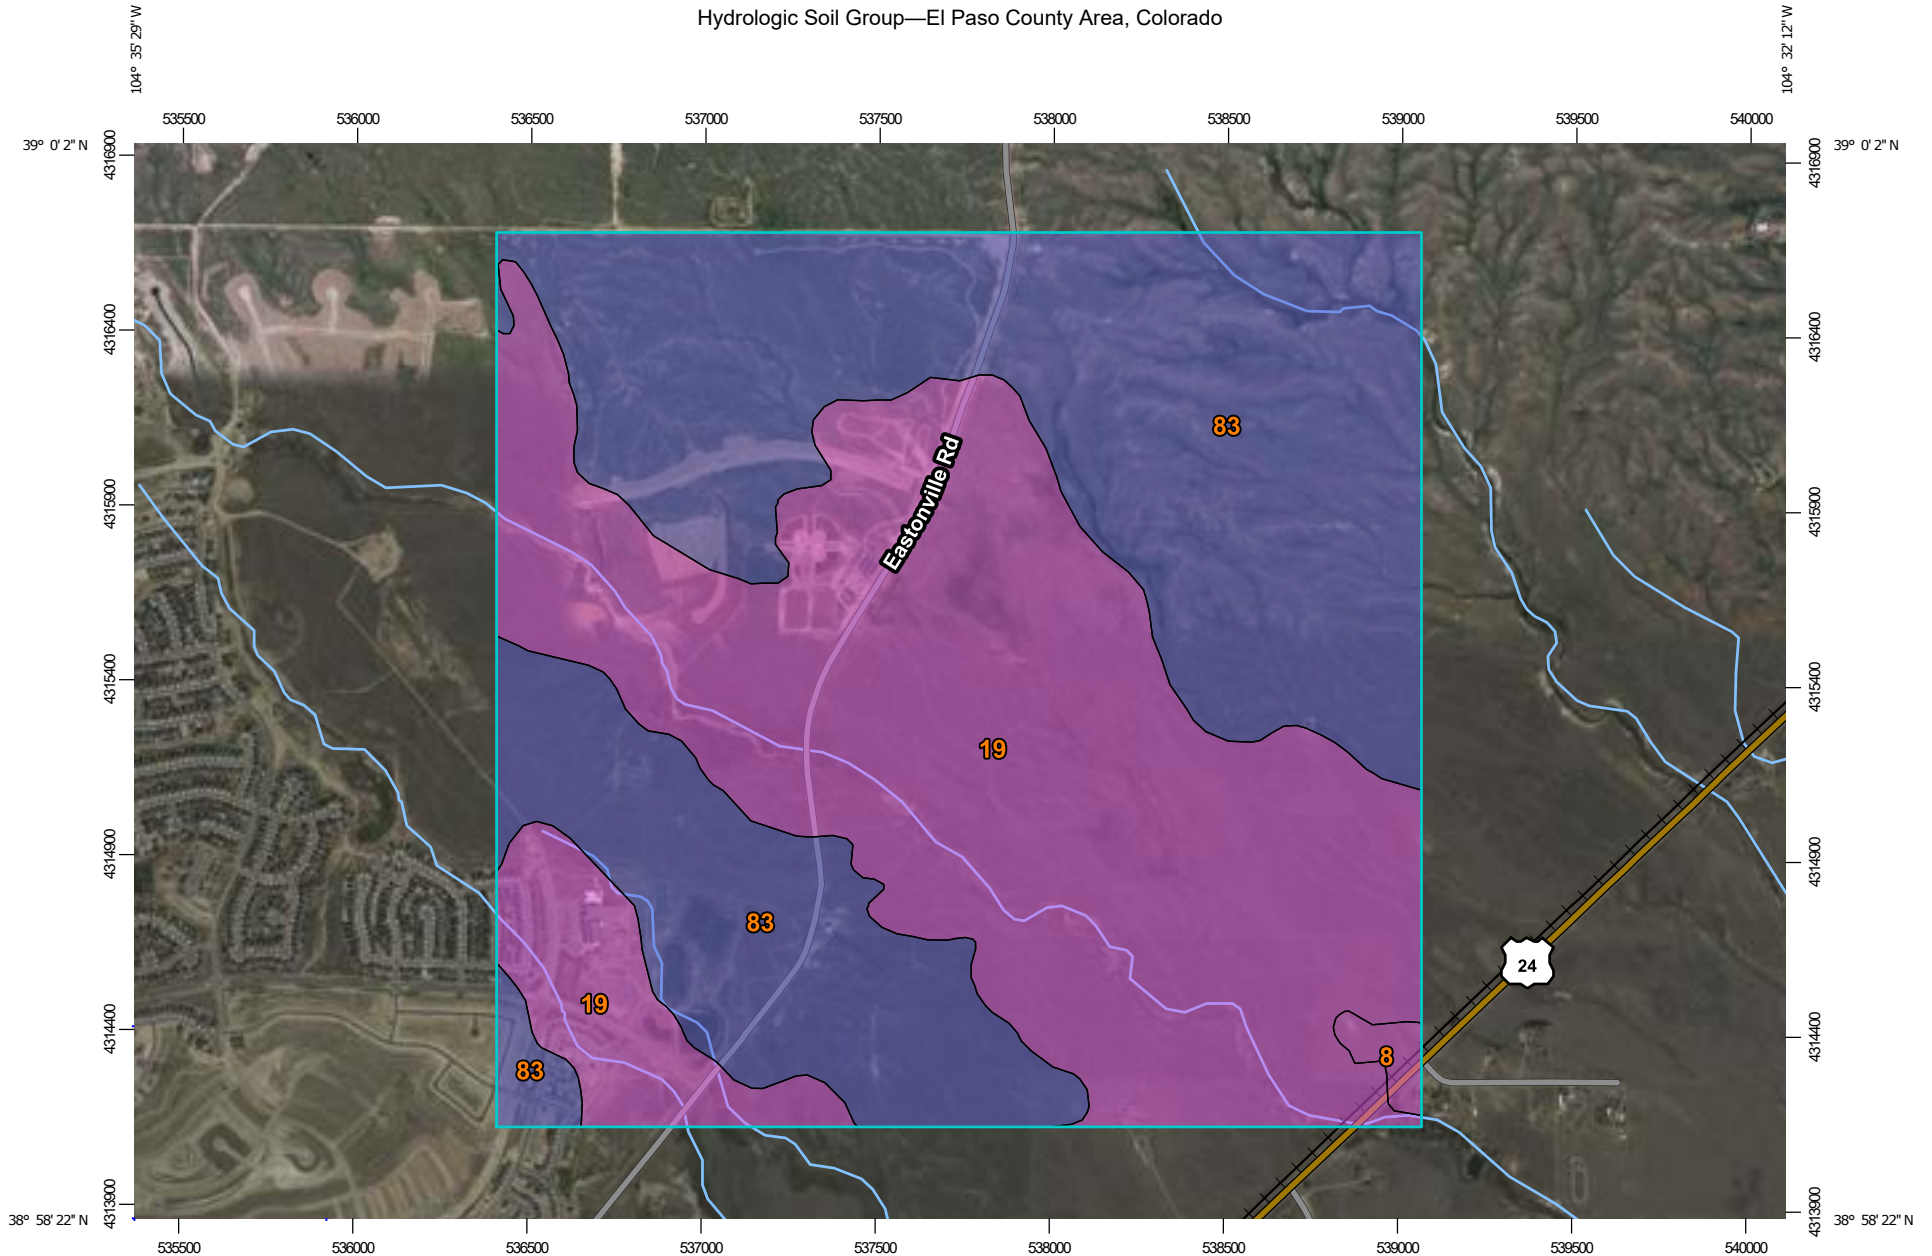 Hydrologic Soil Group—El Paso County Area, Colorado
104° 35' 29" W
104° 32' 12" W
535500 536000 536500 537000 537500 538000 538500 539000 539500 540000
39° 0' 2" N
39° 0' 2" N
4316900
4316900
4316400
4316400
83
Eastonville Rd
4315900
4315900
4315400
4315400
19
4314900
4314900
83
24
19
4314400
4314400
8
83
4313900
4313900
38° 58' 22" N
38° 58' 22" N
535500 536000 536500 537000 537500 538000 538500 539000 539500 540000